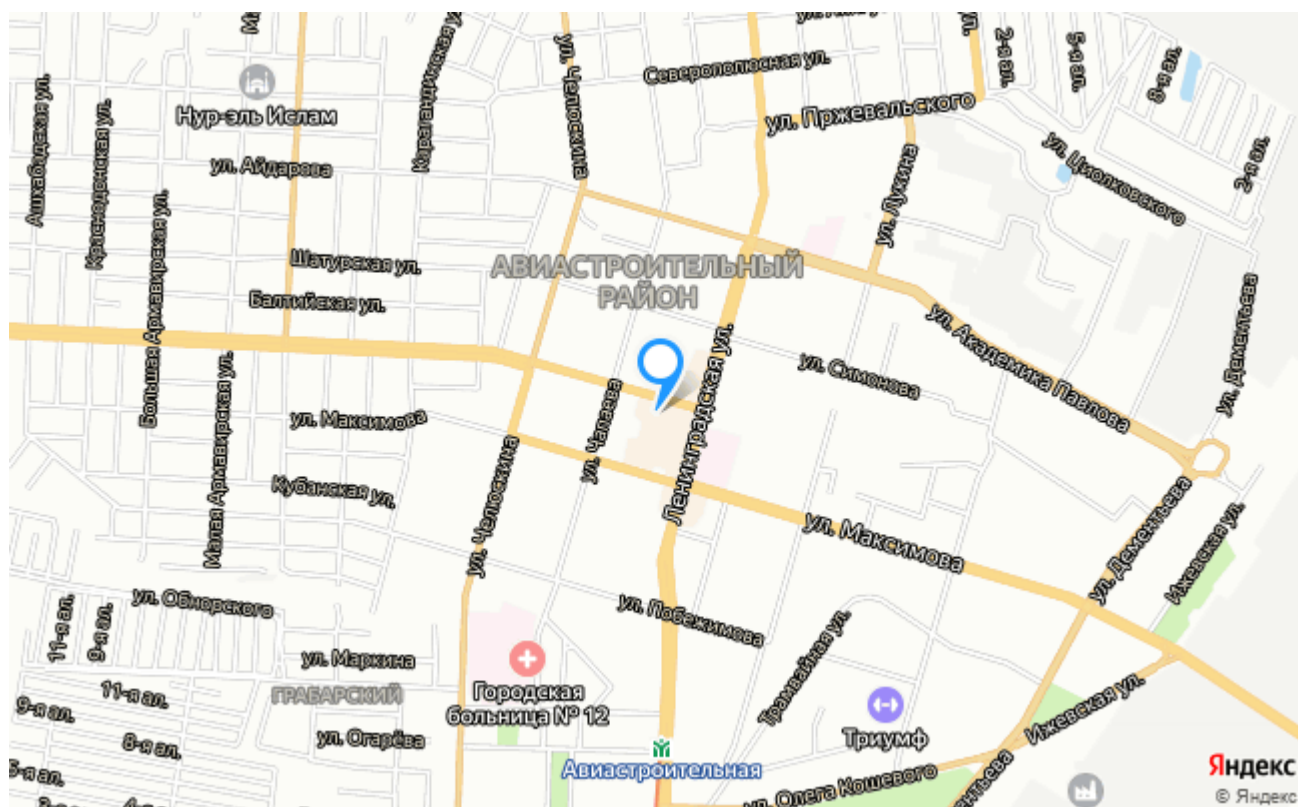 ул. Челюскина
Карагандинская ул.
Северополюсная ул.
2-я ал.
5-я ал.
8-я ал.
Ашхабадская ул.
Нур-эль Ислам
ул. Пржевальского
Краснодонская ул.
ул. Айдарова
ул. Лукина
ул. Циолковского
2-я ал.
Большая Армавирская ул.
Шатурская ул.
АВИАСТРОИТЕЛЬНЫЙ
РАЙОН
Балтийская ул.
ул. Академика Павлова
ул. Дементьева
Малая Армавирская ул.
Ленинградская ул.
ул. Симонова
ул. Чапаева
ул. Максимова
Кубанская ул.
ул. Челюскина
ул. Максимова
ул. Дементьева
Ижевская ул.
ул. Обнорского
ул. Побежимова
11-я ал.
9-я ал.
ул. Маркина
Трамвайная ул.
11-я ал.
ГРАБАРСКИЙ
Городская
больница № 12
9-я ал.
8-я ал.
ул. Огарёва
Триумф
Ижевская ул.
Авиастроительная
ул. Олега Кошевого
Яндекс
© Яндекс